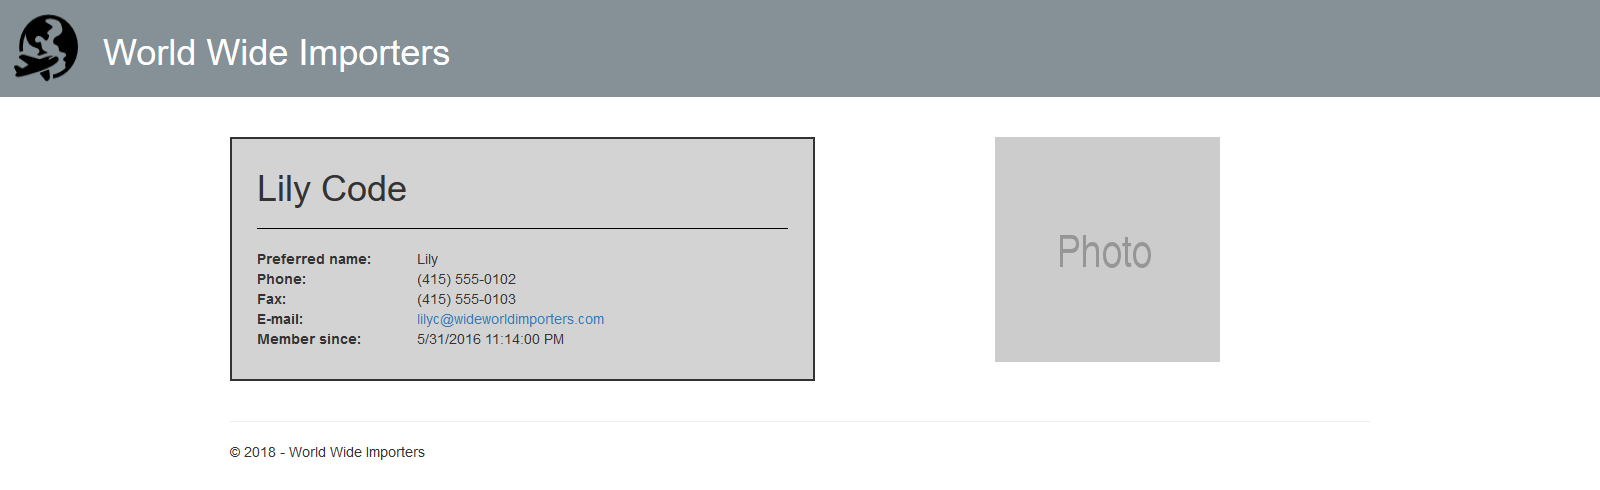 World Wide Importers
Lily Code
Preferred name: Lily
Phone: (415) 555-0102
Fax: (415) 555-0103
E-mail: lilyc@wideworldimporters.com
Member since: 5/31/2016 11:14:00 PM
Photo
© 2018 - World Wide Importers